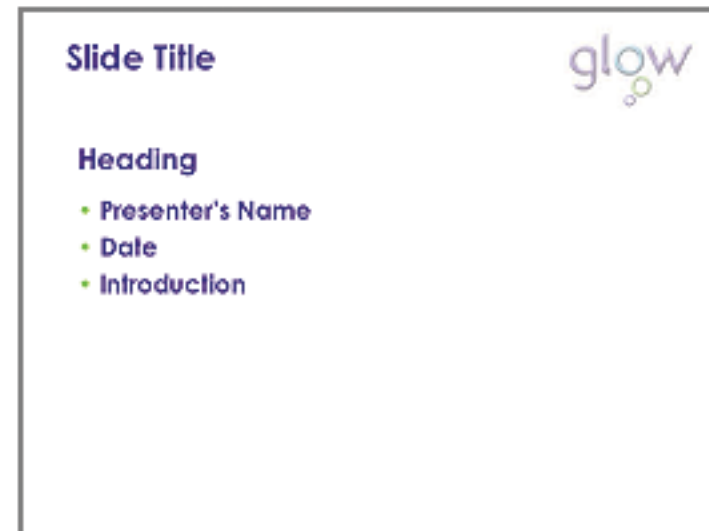 Slide Title
glow
Heading
• Presenter's Name
• Date
• Introduction